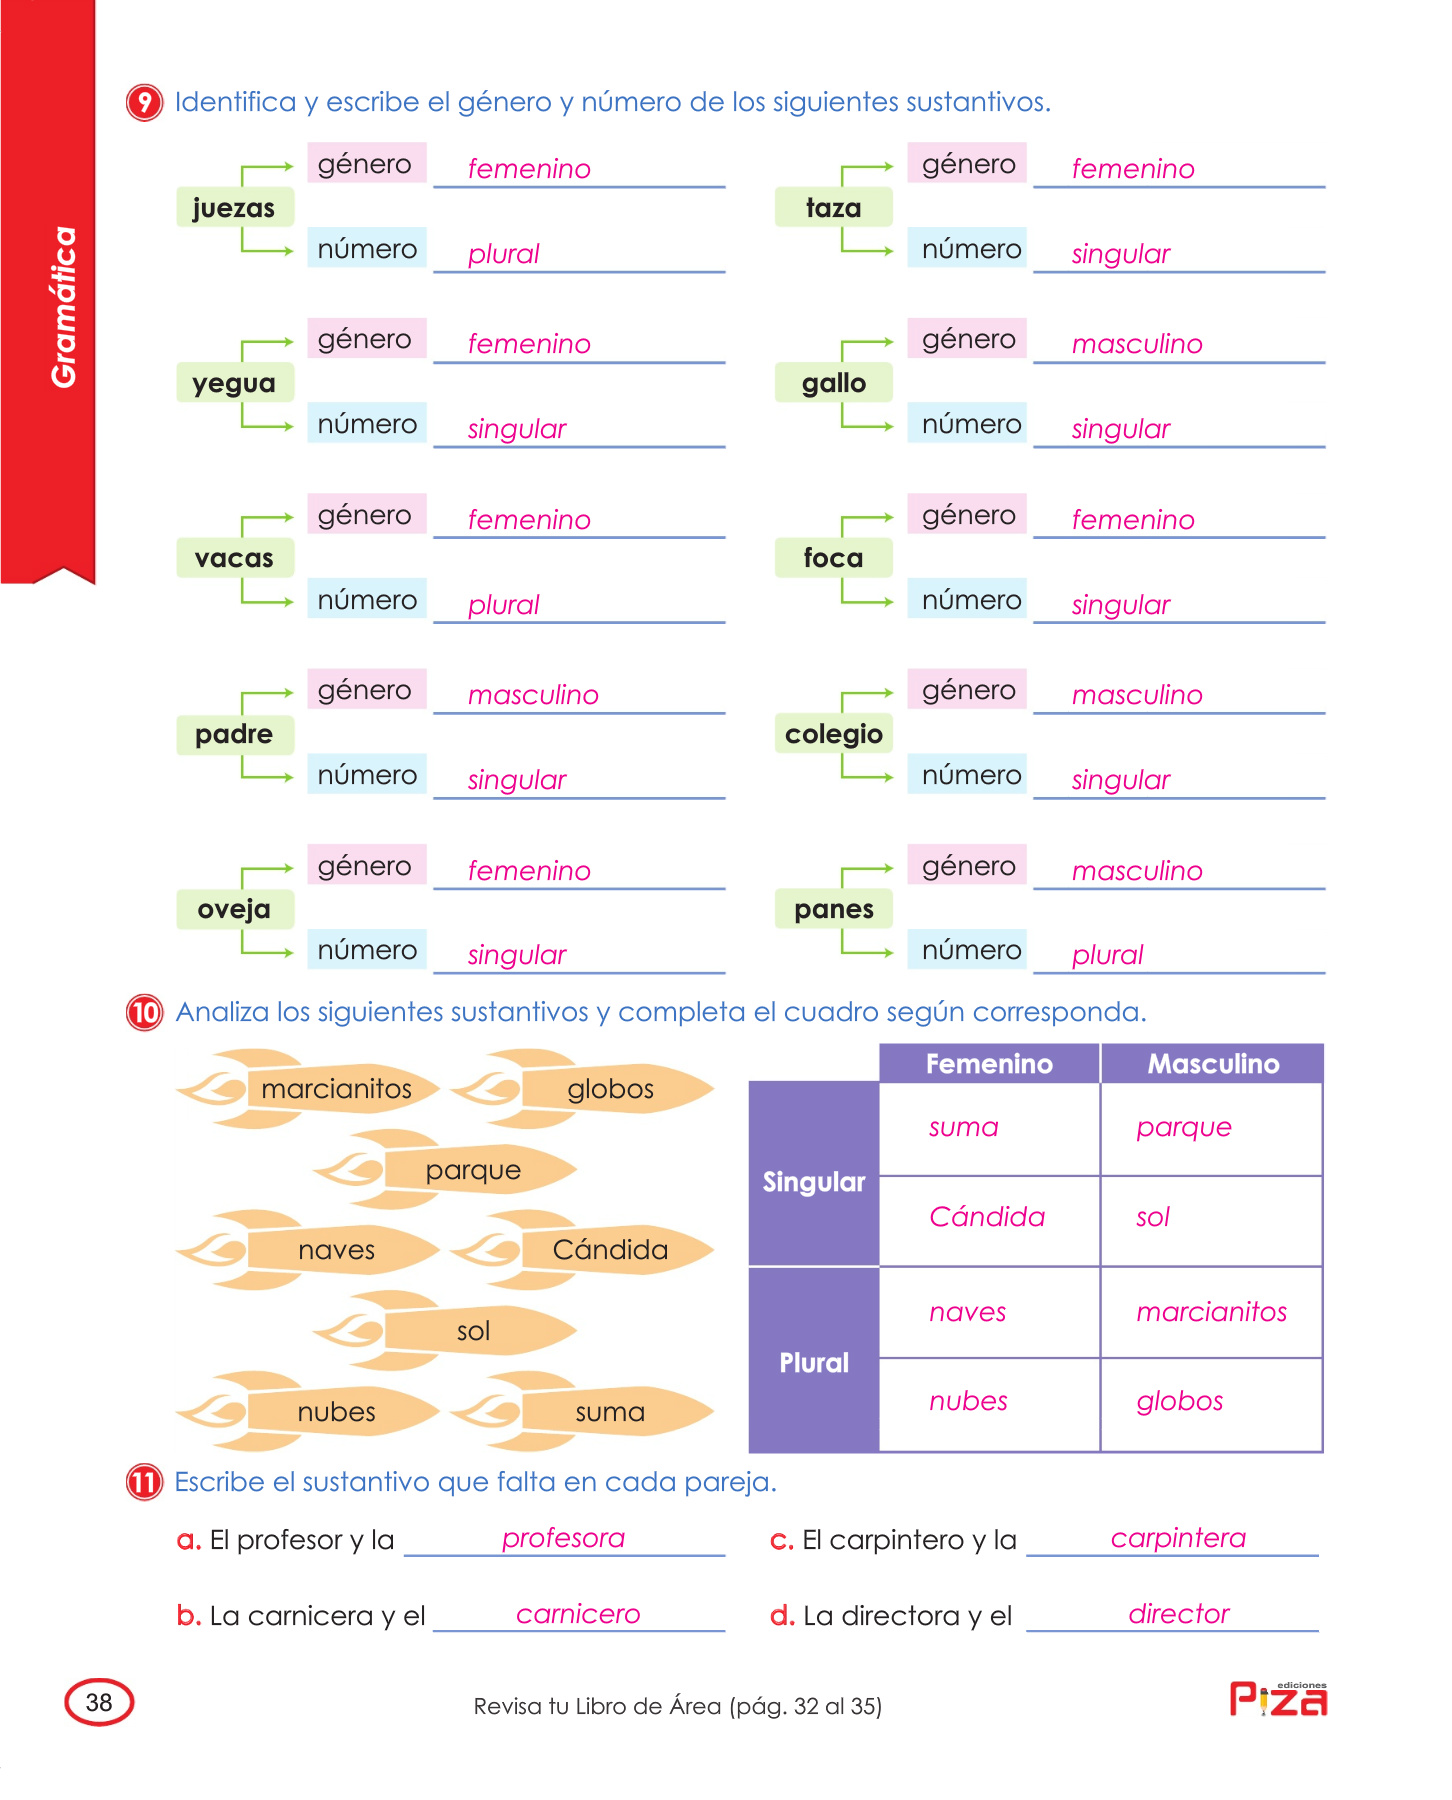 Gramática
9 Identifica y escribe el género y número de los siguientes sustantivos.
juezas
género femenino
número plural
taza
género femenino
número singular
yegua
género femenino
número singular
gallo
género masculino
número singular
vacas
género femenino
número plural
foca
género femenino
número singular
padre
género masculino
número singular
colegio
género masculino
número singular
oveja
género femenino
número singular
panes
género masculino
número plural
10 Analiza los siguientes sustantivos y completa el cuadro según corresponda.
marcianitos globos
parque
naves Cándida
sol
nubes suma
Femenino Masculino
Singular
suma parque
Cándida sol
Plural
naves marcianitos
nubes globos
11 Escribe el sustantivo que falta en cada pareja.
a. El profesor y la profesora
c. El carpintero y la carpintera
b. La carnicera y el carnicero
d. La directora y el director
38
Revisa tu Libro de Área (pág. 32 al 35)
ediciones
Piza